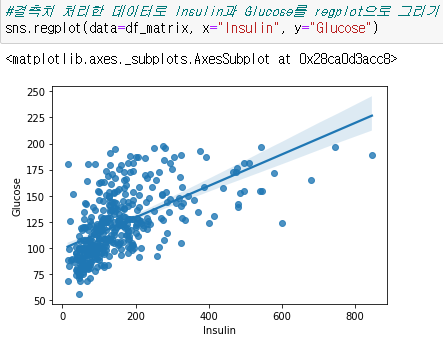 #결측치 처리한 데이터로 Insulin과 Glucose를 regplot으로 그리기
sns.regplot(data=df_matrix, x="Insulin", y="Glucose")
<matplotlib.axes._subplots.AxesSubplot at 0x28ca0d3acc8>
250
225
200
175
150
125
100
75
50
Glucose
0 200 400 600 800
Insulin